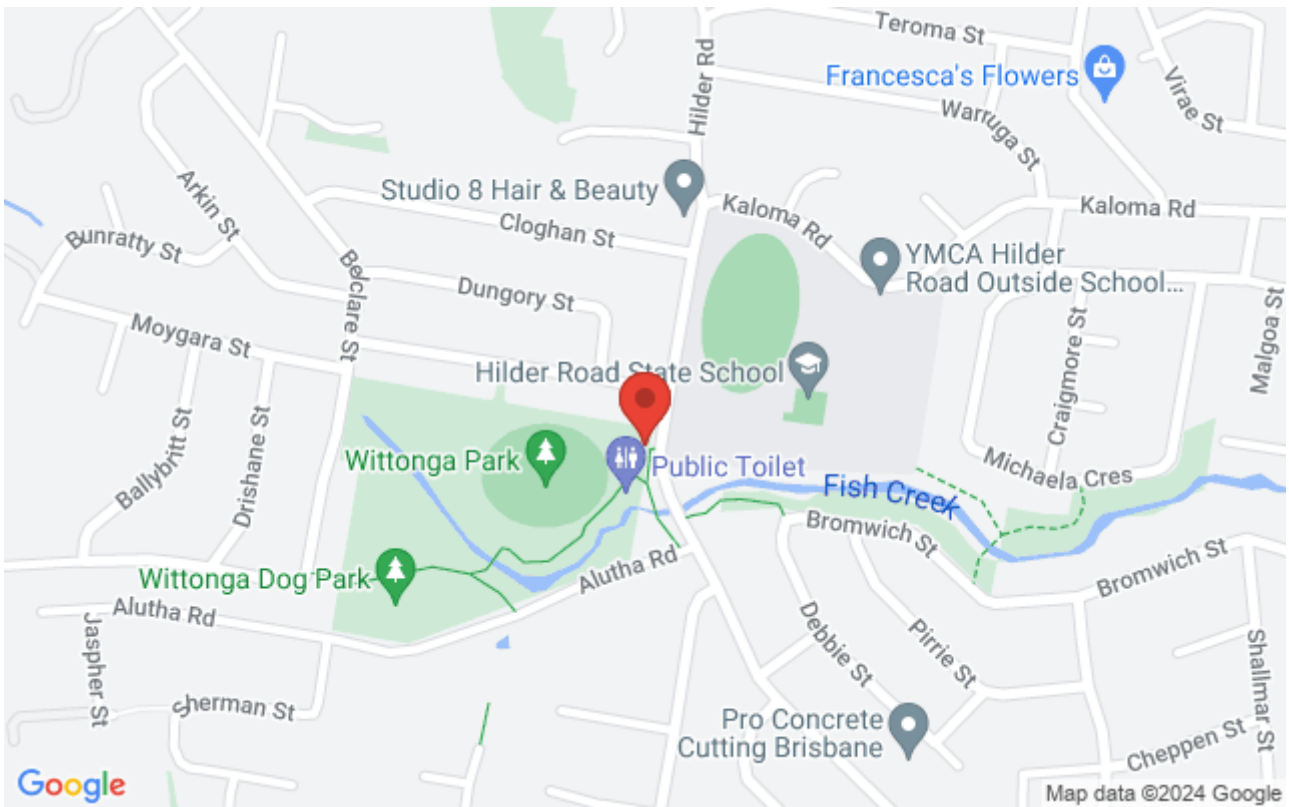 Teroma St
Hilder Rd
Francesca's Flowers
Virae St
Warruga St
Studio 8 Hair & Beauty
Kaloma Rd
Kaloma Rd
Arkin St
Cloghan St
Bunratty St
YMCA Hilder
Road Outside School...
Belclare St
Dungory St
Moygara St
Craigmore St
Malgoa St
Hilder Road State School
Ballybritt St
Drishane St
Wittonga Park
Public Toilet
Michaela Cres
Fish Creek
Bromwich St
Wittonga Dog Park
Alutha Rd
Bromwich St
Alutha Rd
Jaspher St
Debbie St
Pirrie St
Shallmar St
Sherman St
Pro Concrete
Cutting Brisbane
Cheppen St
Google
Map data ©2024 Google